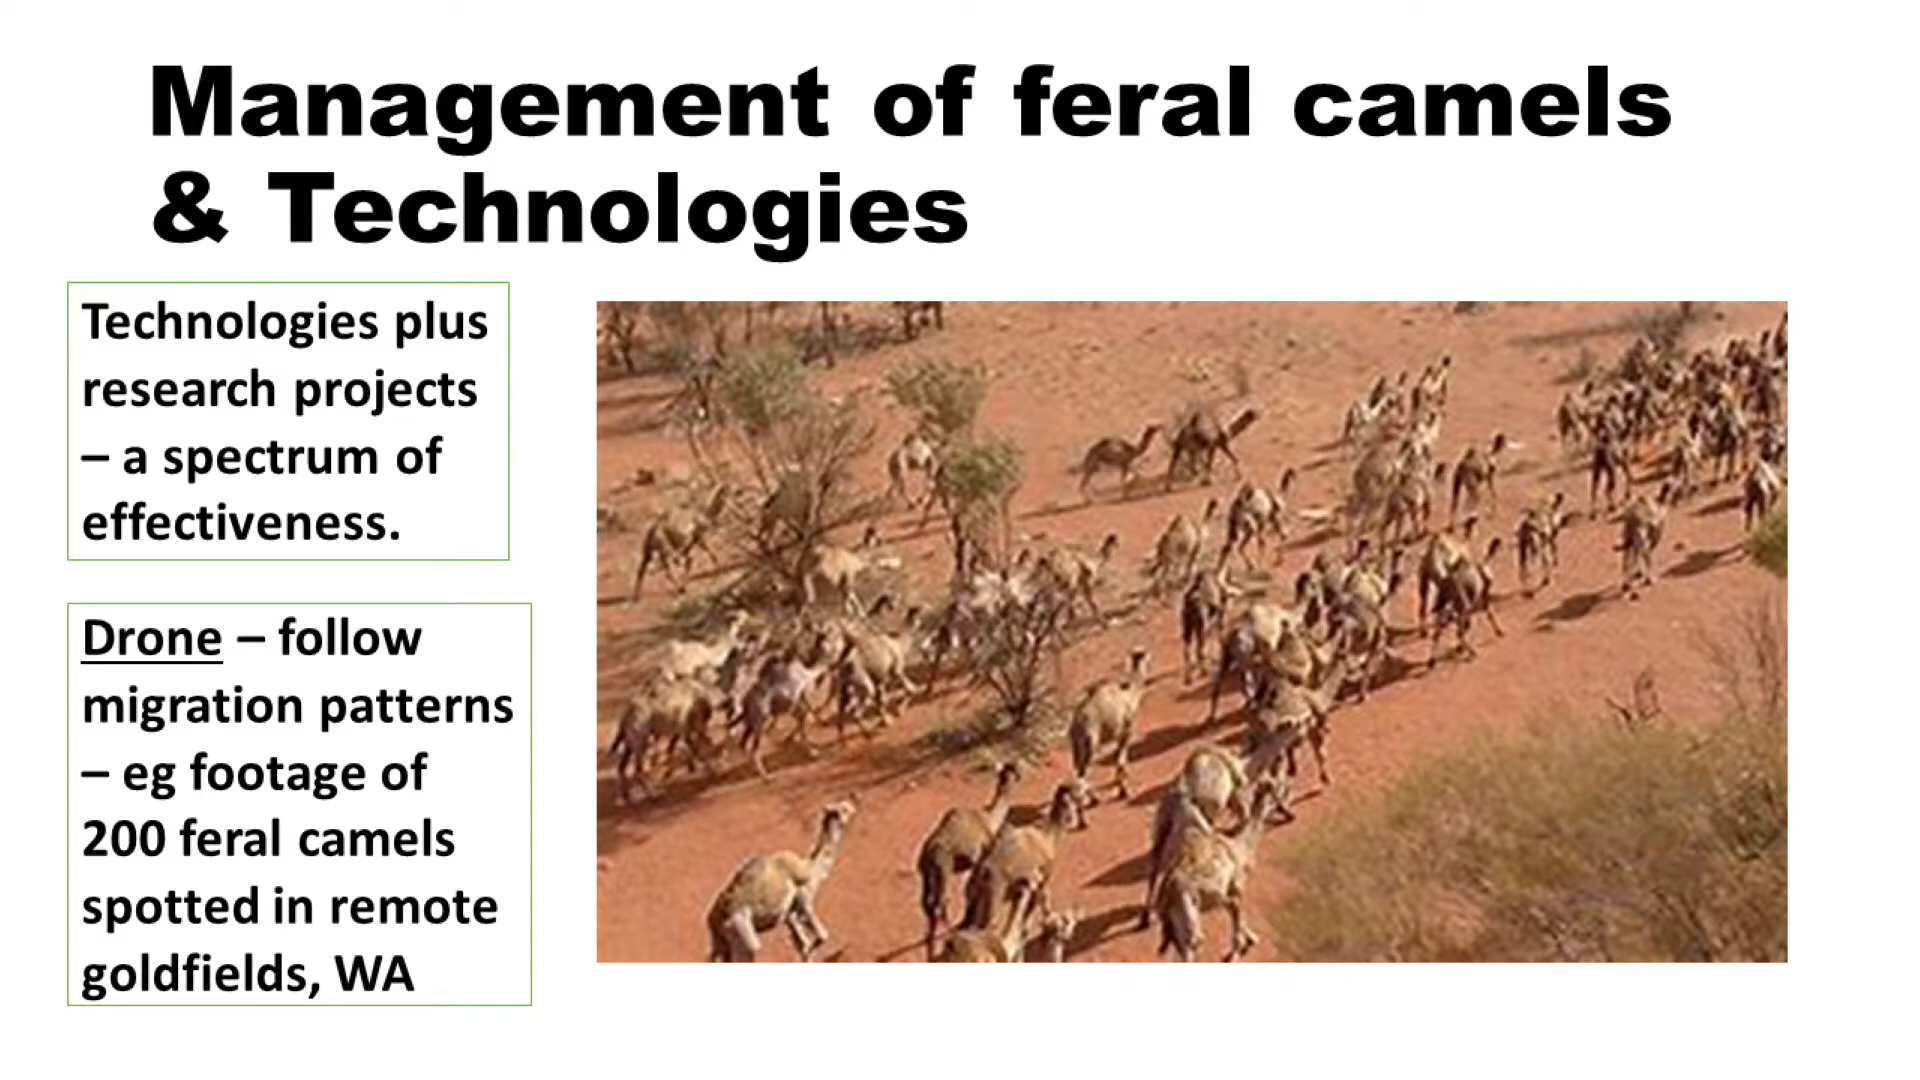 Management of feral camels
& Technologies
Technologies plus
research projects
– a spectrum of
effectiveness.
Drone – follow
migration patterns
– eg footage of
200 feral camels
spotted in remote
goldfields, WA